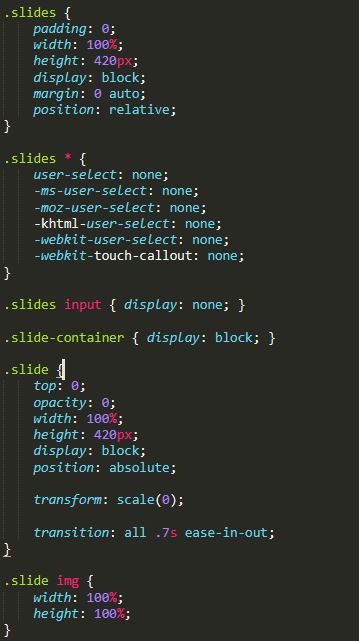 .slides {
    padding: 0;
    width: 100%;
    height: 420px;
    display: block;
    margin: 0 auto;
    position: relative;
}

.slides * {
    user-select: none;
    -ms-user-select: none;
    -moz-user-select: none;
    -khtml-user-select: none;
    -webkit-user-select: none;
    -webkit-touch-callout: none;
}

.slides input { display: none; }

.slide-container { display: block; }

.slide {
    top: 0;
    opacity: 0;
    width: 100%;
    height: 420px;
    display: block;
    position: absolute;

    transform: scale(0);

    transition: all .7s ease-in-out;
}

.slide img {
    width: 100%;
    height: 100%;